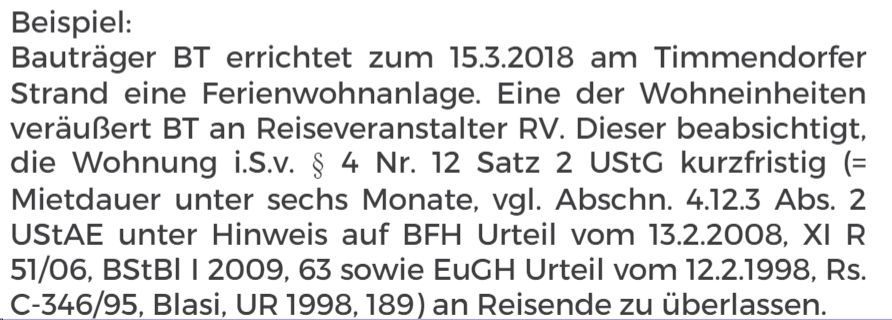 Beispiel:
Bauträger BT errichtet zum 15.3.2018 am Timmendorfer
Strand eine Ferienwohnanlage. Eine der Wohneinheiten
veräußert BT an Reiseveranstalter RV. Dieser beabsichtigt,
die Wohnung i.S.v. § 4 Nr. 12 Satz 2 UStG kurzfristig (=
Mietdauer unter sechs Monate, vgl. Abschn. 4.12.3 Abs. 2
UStAE unter Hinweis auf BFH Urteil vom 13.2.2008, XI R
51/06, BStBl I 2009, 63 sowie EuGH Urteil vom 12.2.1998, Rs.
C-346/95, Blasi, UR 1998, 189) an Reisende zu überlassen.